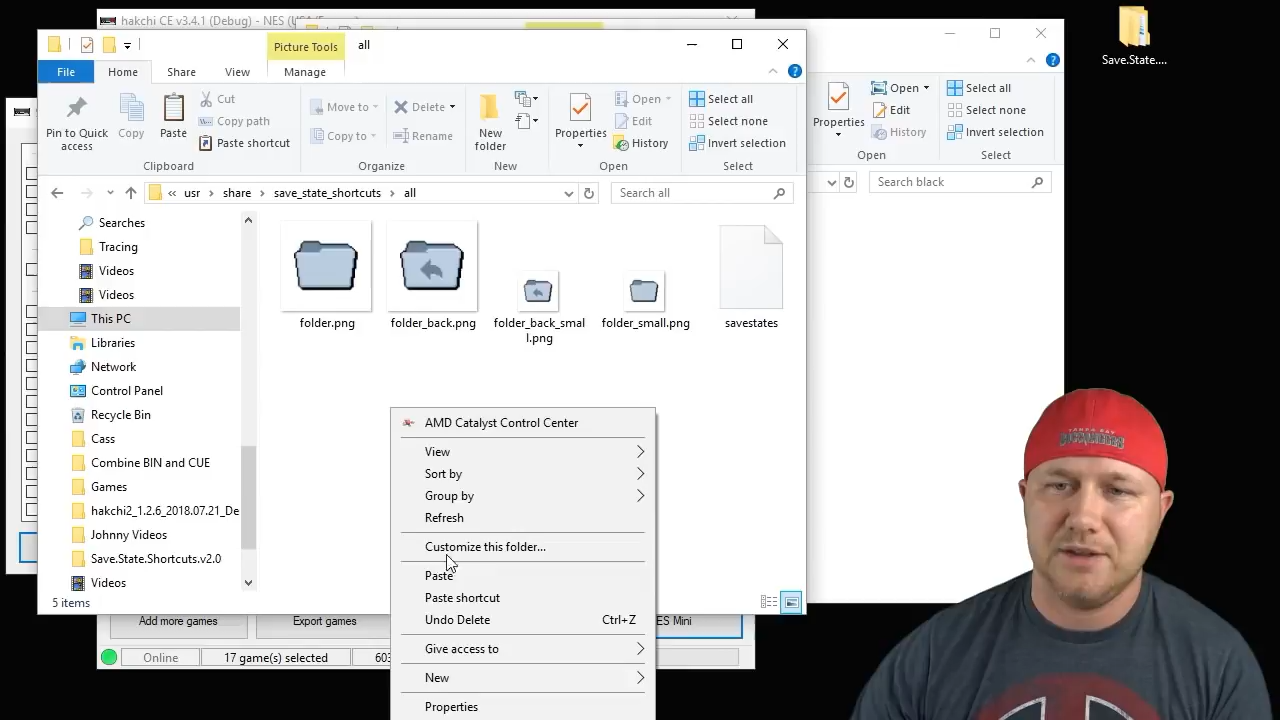 hakchi CE v3.4.1 (Debug) - NES (USA/E
Save.State....
Picture Tools
all
File
Home
Share
View
Manage
Pin to Quick access
Copy
Paste
Cut
Copy path
Paste shortcut
Clipboard
Move to
Copy to
Delete
Rename
Organize
New folder
New
Properties
Open
Edit
History
Open
Select all
Select none
Invert selection
Select
Properties
Open
Edit
History
Open
Select all
Select none
Invert selection
Select
« usr > share > save_state_shortcuts > all
Search all
Search black
Searches
Tracing
Videos
Videos
This PC
Libraries
Network
Control Panel
Recycle Bin
Cass
Combine BIN and CUE
Games
hakchi2_1.2.6_2018.07.21_De
Johnny Videos
Save.State.Shortcuts.v2.0
Videos
folder.png
folder_back.png
folder_back_smal
l.png
folder_small.png
savestates
AMD Catalyst Control Center
View
Sort by
Group by
Refresh
Customize this folder...
Paste
Paste shortcut
Undo Delete Ctrl+Z
Give access to
New
Properties
5 items
Add more games
Export games
ES Mini
Online
17 game(s) selected
603
TAMPA BAY
BUCCANEERS